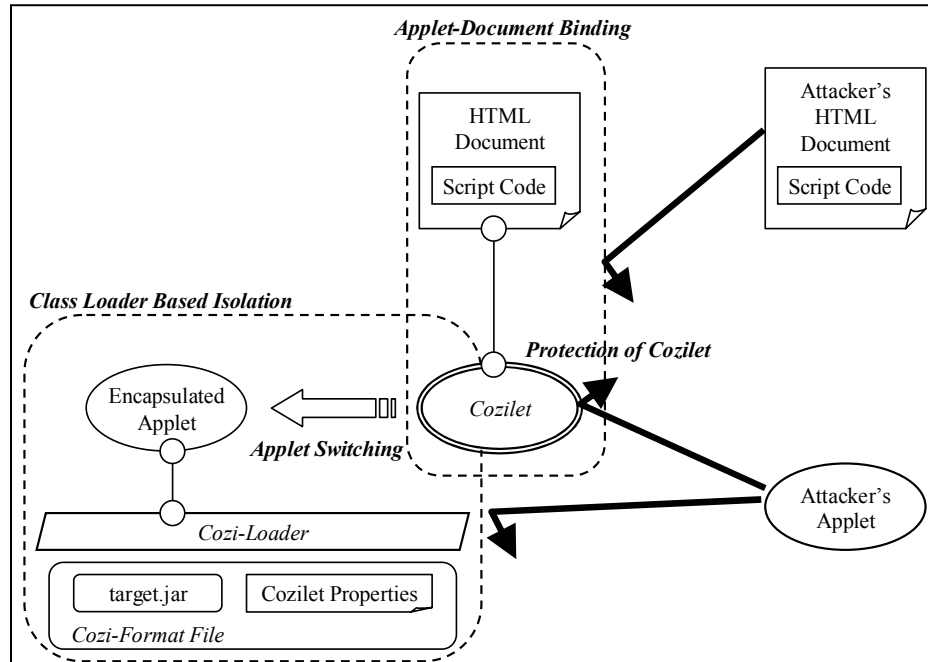 Applet-Document Binding
HTML
Document
Script Code
Attacker's
HTML
Document
Script Code
Class Loader Based Isolation
Protection of Cozilet
Encapsulated
Applet
Cozilet
Applet Switching
Attacker's
Applet
Cozi-Loader
target.jar
Cozilet Properties
Cozi-Format File